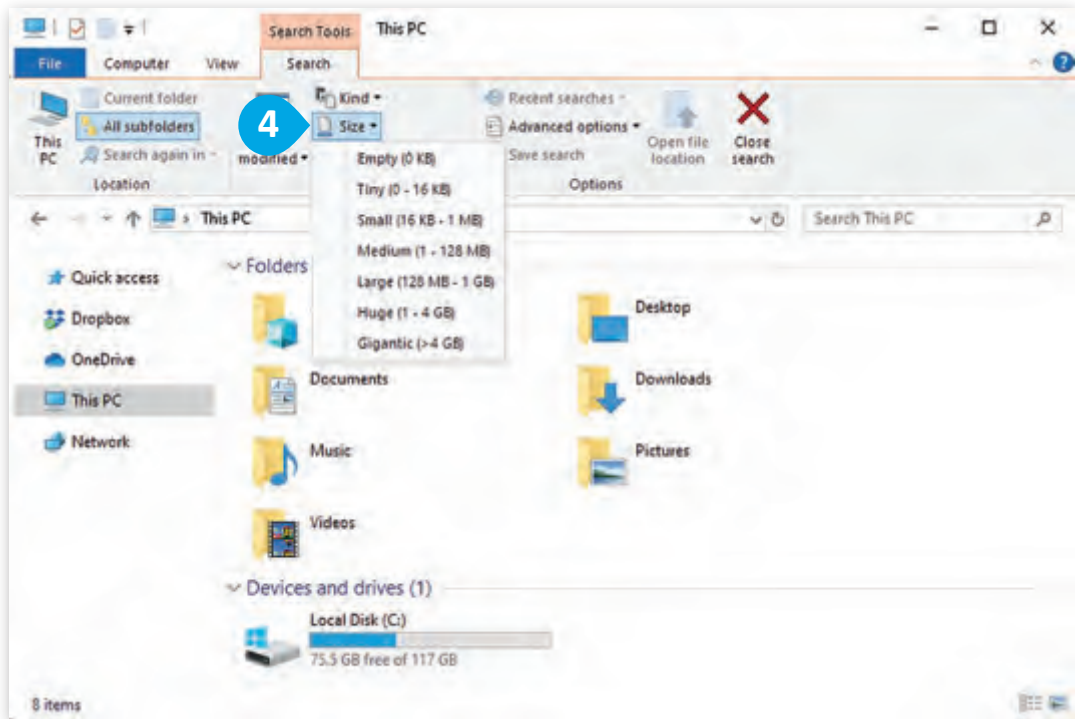 Search Tools This PC
File Computer View Search
Current folder
All subfolders
Search again in
This PC
Location
4
modified
Kind
Size
Empty (0 KB)
Tiny (0 - 16 KB)
Small (16 KB - 1 MB)
Medium (1 - 128 MB)
Large (128 MB - 1 GB)
Huge (1 - 4 GB)
Gigantic (>4 GB)
Recent searches
Advanced options
Save search
Open file location
Options
Close search
This PC
Search This PC
Quick access
Dropbox
OneDrive
This PC
Network
Folders
Desktop
Documents
Downloads
Music
Pictures
Videos
Devices and drives (1)
Local Disk (C:)
75.5 GB free of 117 GB
8 items